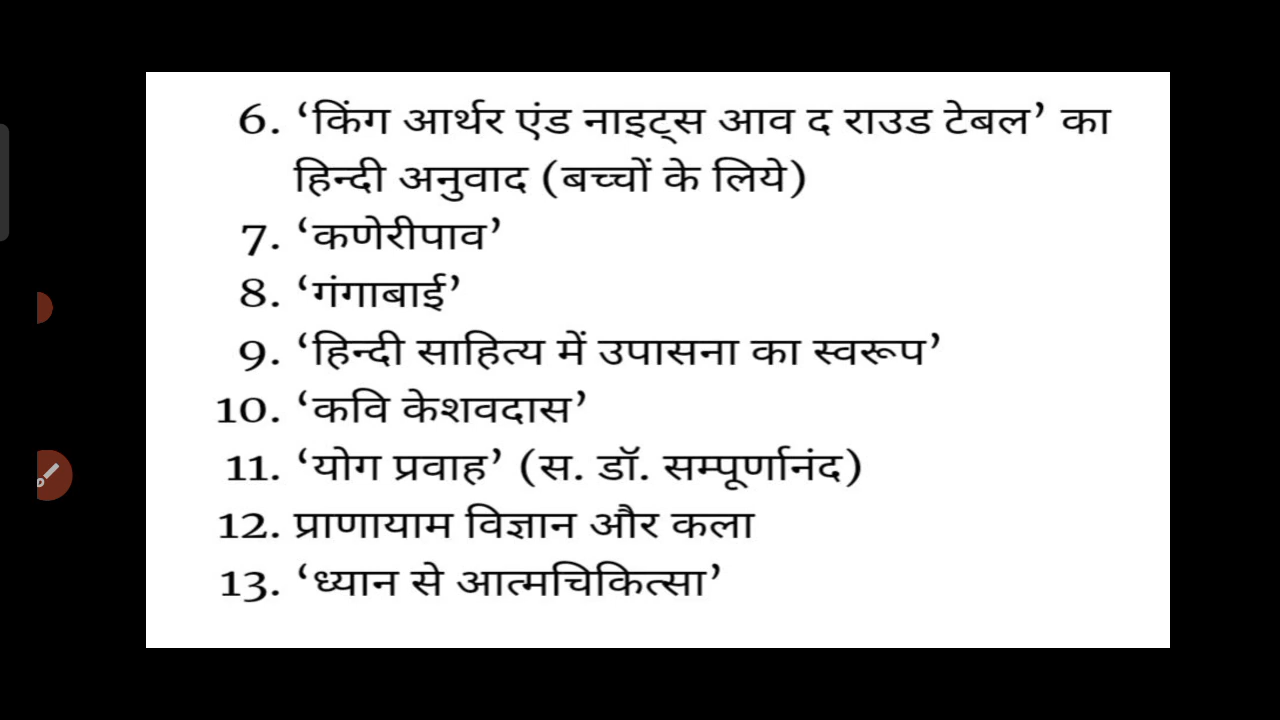 6. ‘किंग आर्थर एंड नाइट्स आव द राउड टेबल’ का
हिन्दी अनुवाद (बच्चों के लिये)
7. ‘कणेरीपाव’
8. ‘गंगाबाई’
9. ‘हिन्दी साहित्य में उपासना का स्वरूप’
10. ‘कवि केशवदास’
11. ‘योग प्रवाह’ (स. डॉ. सम्पूर्णानंद)
12. प्राणायाम विज्ञान और कला
13. ‘ध्यान से आत्मचिकित्सा’